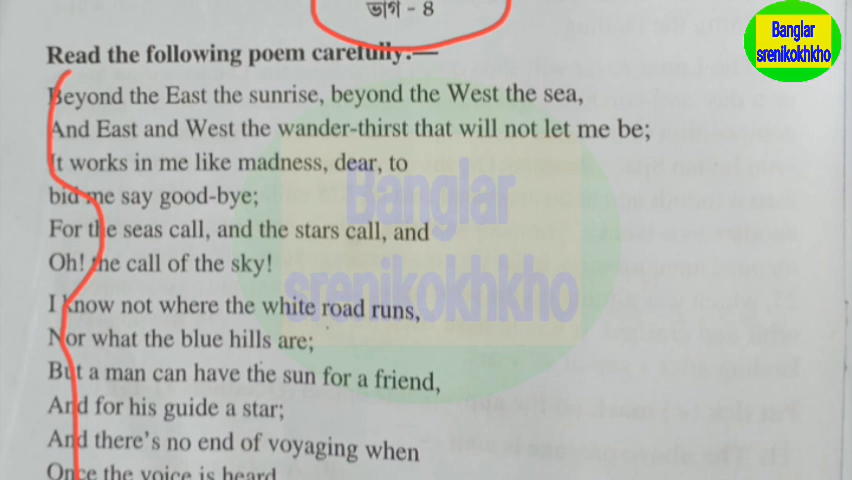 ভাগ - 4
Banglar
srenikokhkho
Read the following poem carefully:—
Beyond the East the sunrise, beyond the West the sea,
And East and West the wander-thirst that will not let me be;
It works in me like madness, dear, to
bid me say good-bye;
For the seas call, and the stars call, and
Oh! the call of the sky!
I know not where the white road runs,
Nor what the blue hills are;
But a man can have the sun for a friend,
And for his guide a star;
And there's no end of voyaging when
Once the voice is heard
Banglar
srenikokhkho